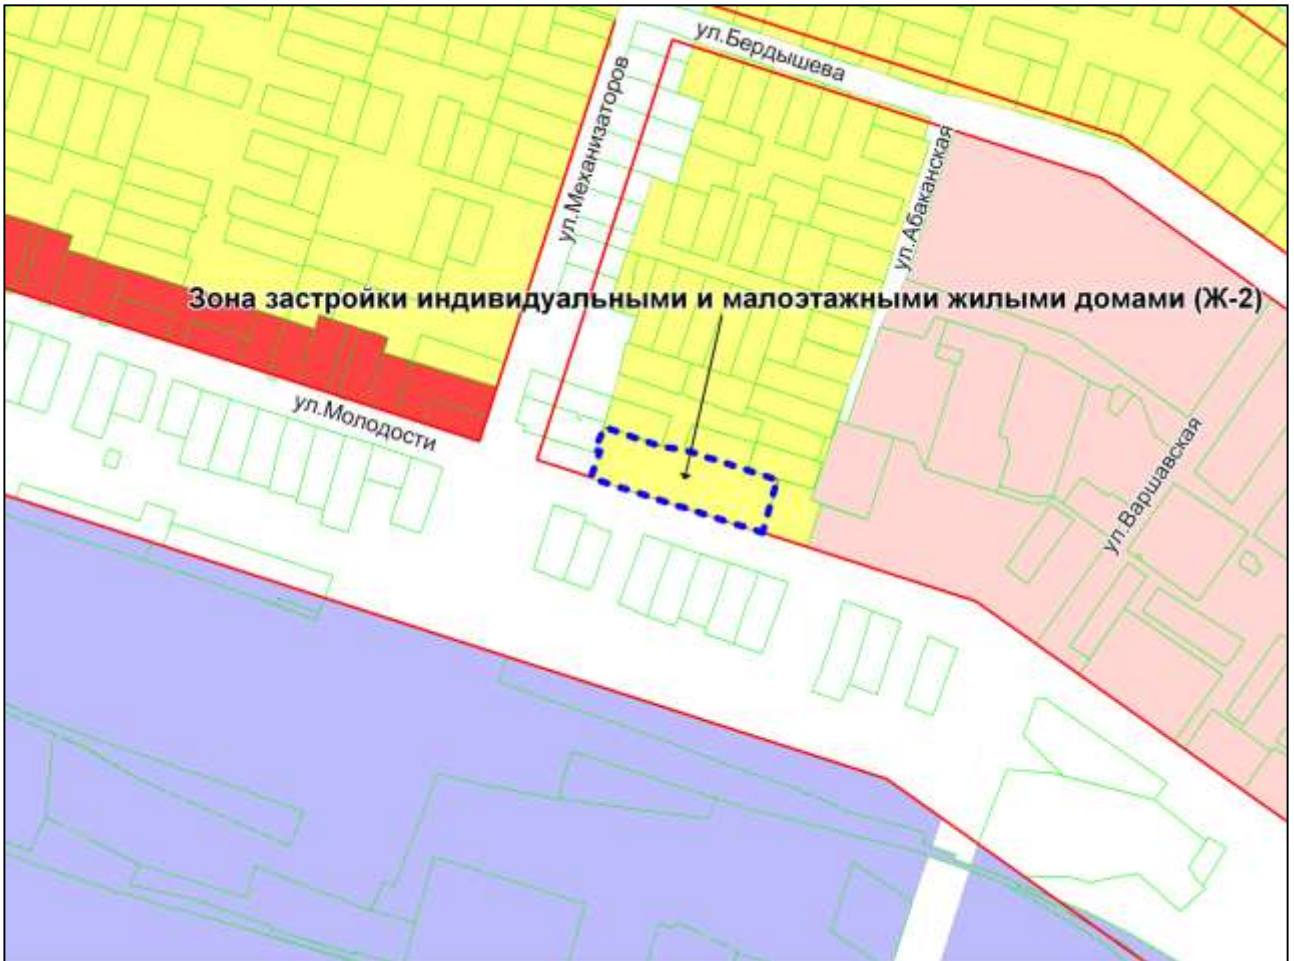 ул.Бердышева
ул.Механизаторов
ул.Абаканская
Зона застройки индивидуальными и малоэтажными жилыми домами (Ж-2)
ул.Молодости
ул.Варшавская